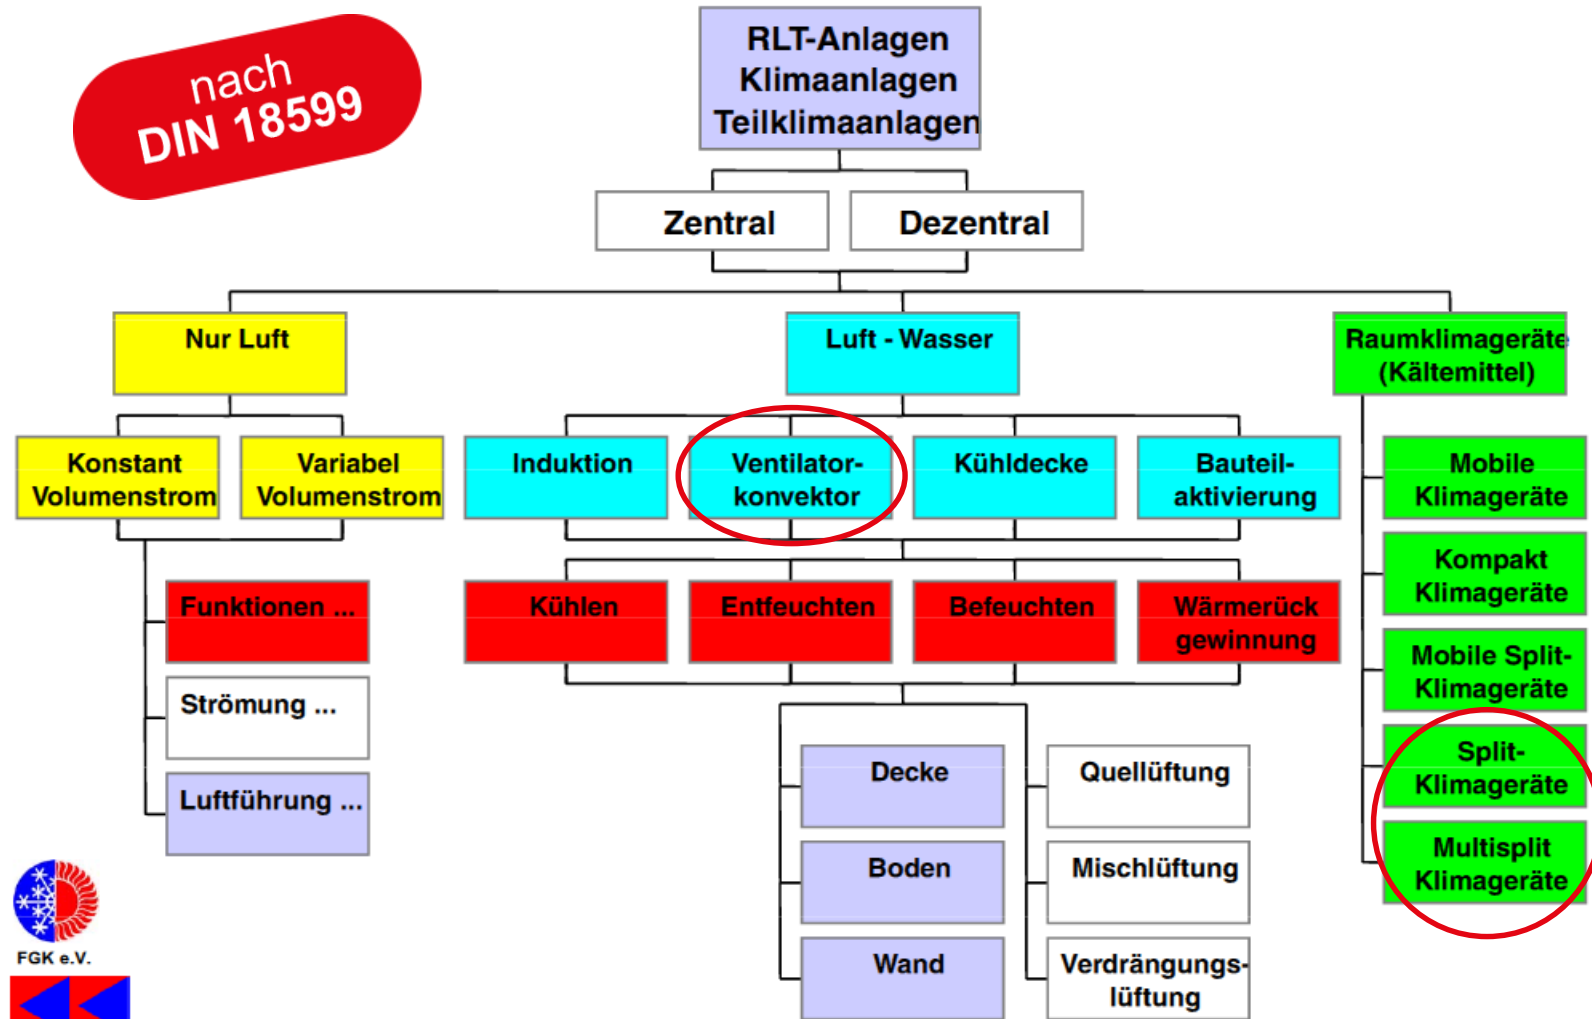 nach
DIN 18599
RLT-Anlagen
Klimaanlagen
Teilklimaanlagen
Zentral
Dezentral
Nur Luft
Luft - Wasser
Raumklimageräte
(Kältemittel)
Konstant
Volumenstrom
Variabel
Volumenstrom
Induktion
Ventilator-
konvektor
Kühldecke
Bauteil-
aktivierung
Mobile
Klimageräte
Kompakt
Klimageräte
Mobile Split-
Klimageräte
Split-
Klimageräte
Multisplit
Klimageräte
Funktionen ...
Strömung ...
Luftführung ...
Kühlen
Entfeuchten
Befeuchten
Wärmerück
gewinnung
Decke
Boden
Wand
Quellüftung
Mischlüftung
Verdrängungs-
lüftung
FGK e.V.